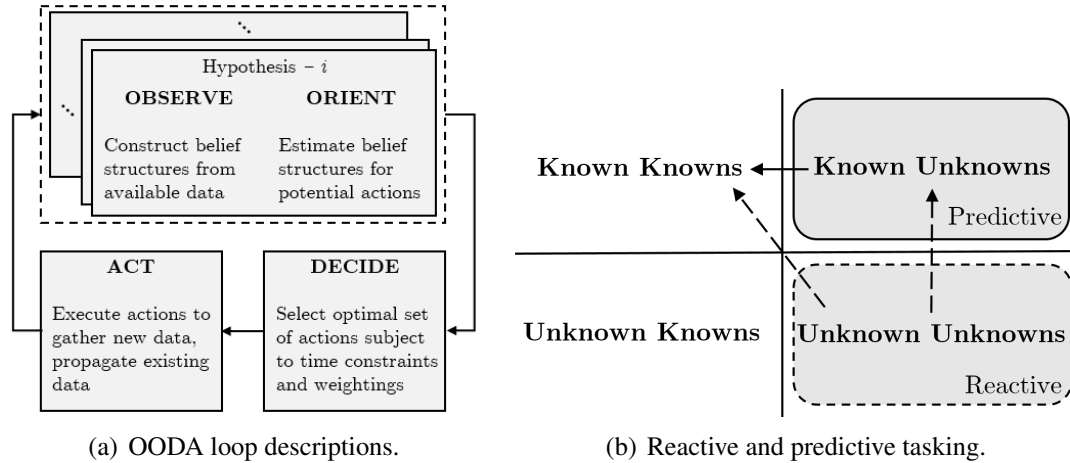 Hypothesis – i
OBSERVE
Construct belief
structures from
available data
ORIENT
Estimate belief
structures for
potential actions
ACT
Execute actions to
gather new data,
propagate existing
data
DECIDE
Select optimal set
of actions subject
to time constraints
and weightings
(a) OODA loop descriptions.
Known Knowns
Known Unknowns
Predictive
Unknown Knowns
Unknown Unknowns
Reactive
(b) Reactive and predictive tasking.